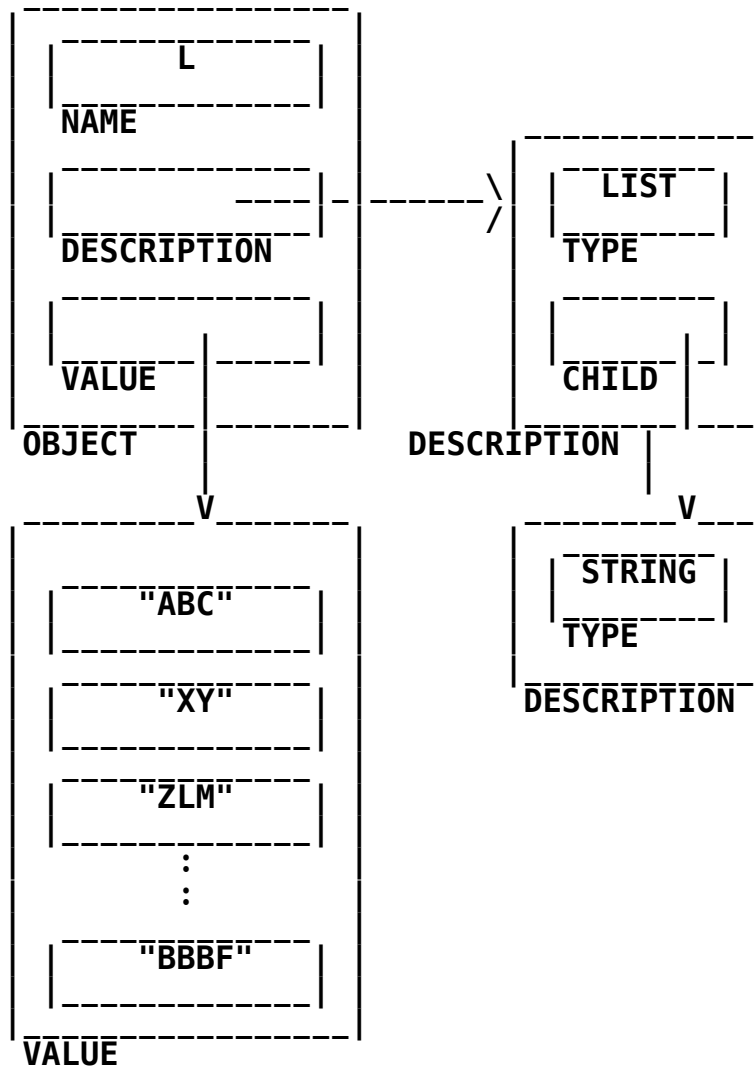 L
NAME
LIST
DESCRIPTION TYPE
VALUE CHILD
OBJECT DESCRIPTION
V V
STRING
"ABC"
TYPE
"XY" DESCRIPTION
"ZLM"
:
:
"BBBF"
VALUE